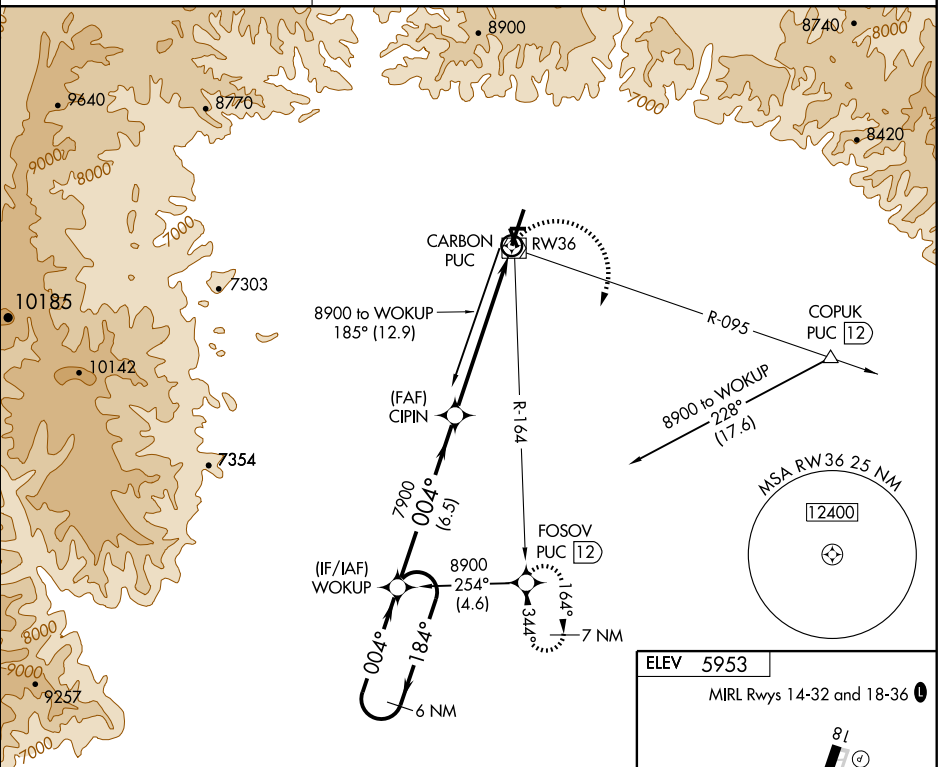 8900
8740
8000
9640
8770
7000
8420
9000
8000
7000
CARBON
PUC
RW36
7303
10185
8900 to WOKUP
185° (12.9)
R-095
COPUK
PUC 12
10142
8900 to WOKUP
228°
(17.6)
(FAF)
CIPIN
R-164
7354
MSA RW36 25 NM
12400
7900
004°
(6.5)
FOSOV
PUC 12
(IF/IAF)
WOKUP
8900
254°
(4.6)
164°
344°
7 NM
004°
184°
6 NM
8000
9000
9257
7000
ELEV 5953
MIRL Rwys 14-32 and 18-36 L
18
P